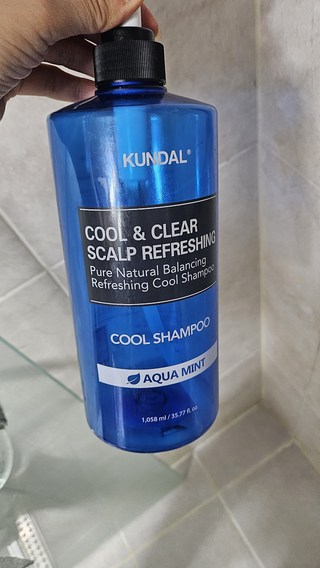 KUNDAL®
COOL & CLEAR
SCALP REFRESHING
Pure Natural Balancing
Refreshing Cool Shampoo
COOL SHAMPOO
AQUA MINT
1,058 ml / 35.77 fl. oz.